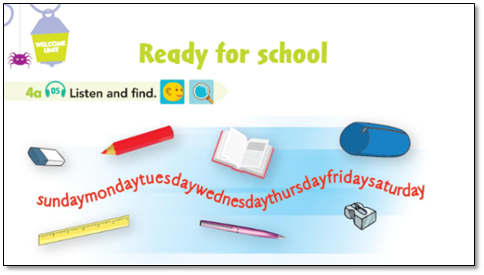 WELCOME
UNIT
Ready for school
4a 05 Listen and find.
sundaymondaytuesdaywednesdaythursdayfridaysaturday